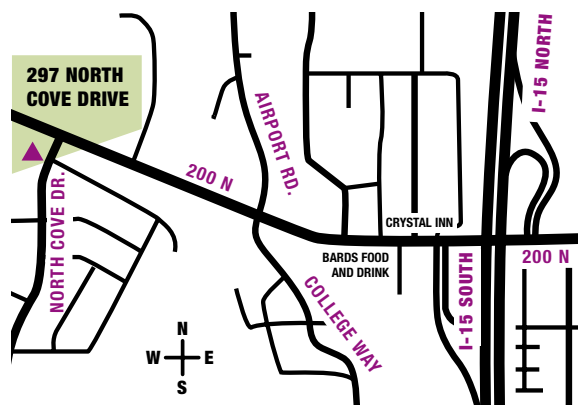 297 NORTH
COVE DRIVE
I-15 NORTH
AIRPORT RD.
200 N
NORTH COVE DR.
CRYSTAL INN
BARDS FOOD
AND DRINK
200 N
I-15 SOUTH
COLLEGE WAY
N
W E
S